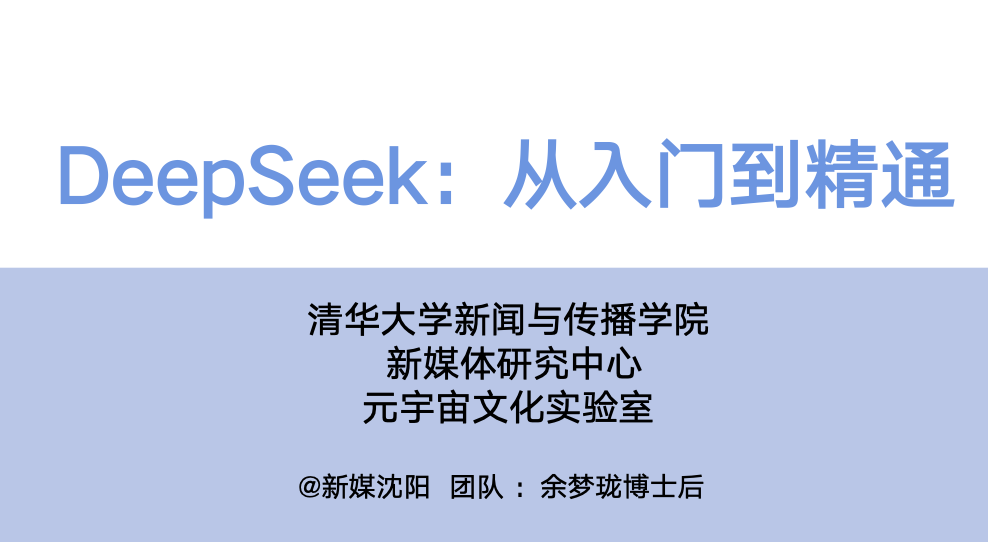 DeepSeek：从入门到精通
清华大学新闻与传播学院
新媒体研究中心
元宇宙文化实验室
@新媒沈阳 团队 ：余梦珑博士后